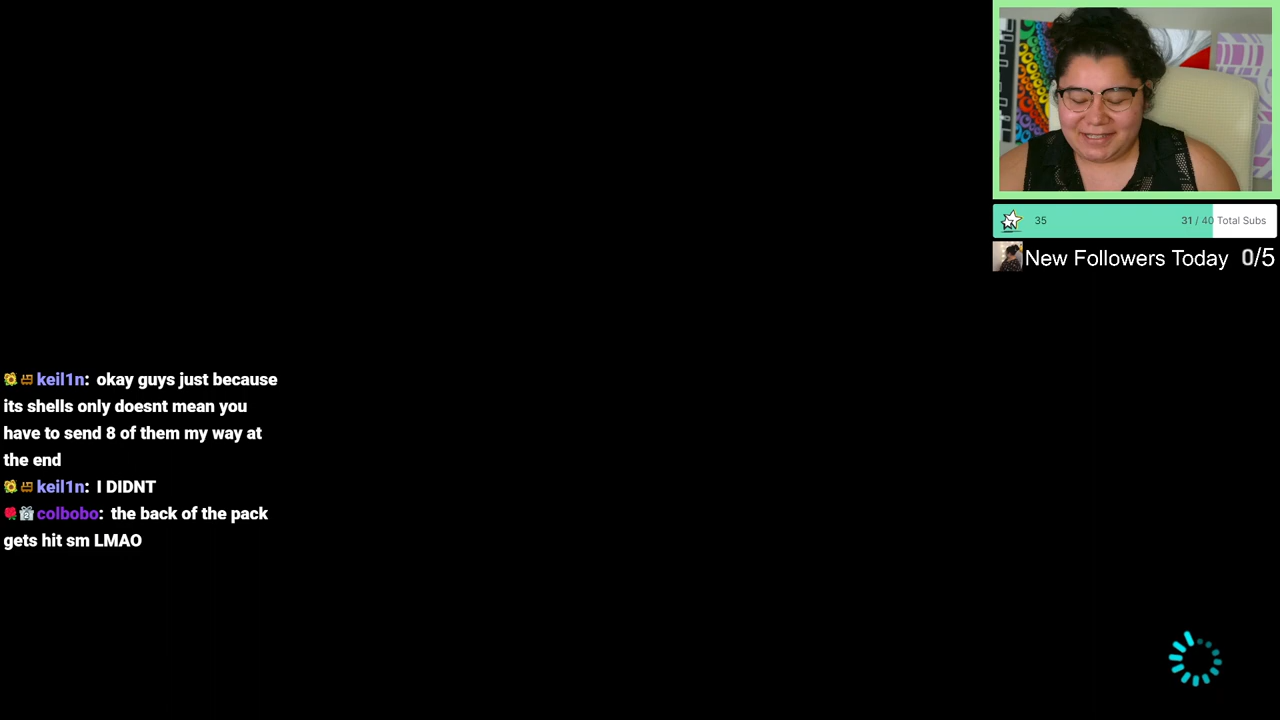 35 31 / 40 Total Subs
New Followers Today 0/5
keil1n: okay guys just because
its shells only doesnt mean you
have to send 8 of them my way at
the end
keil1n: I DIDNT
colbobo: the back of the pack
gets hit sm LMAO